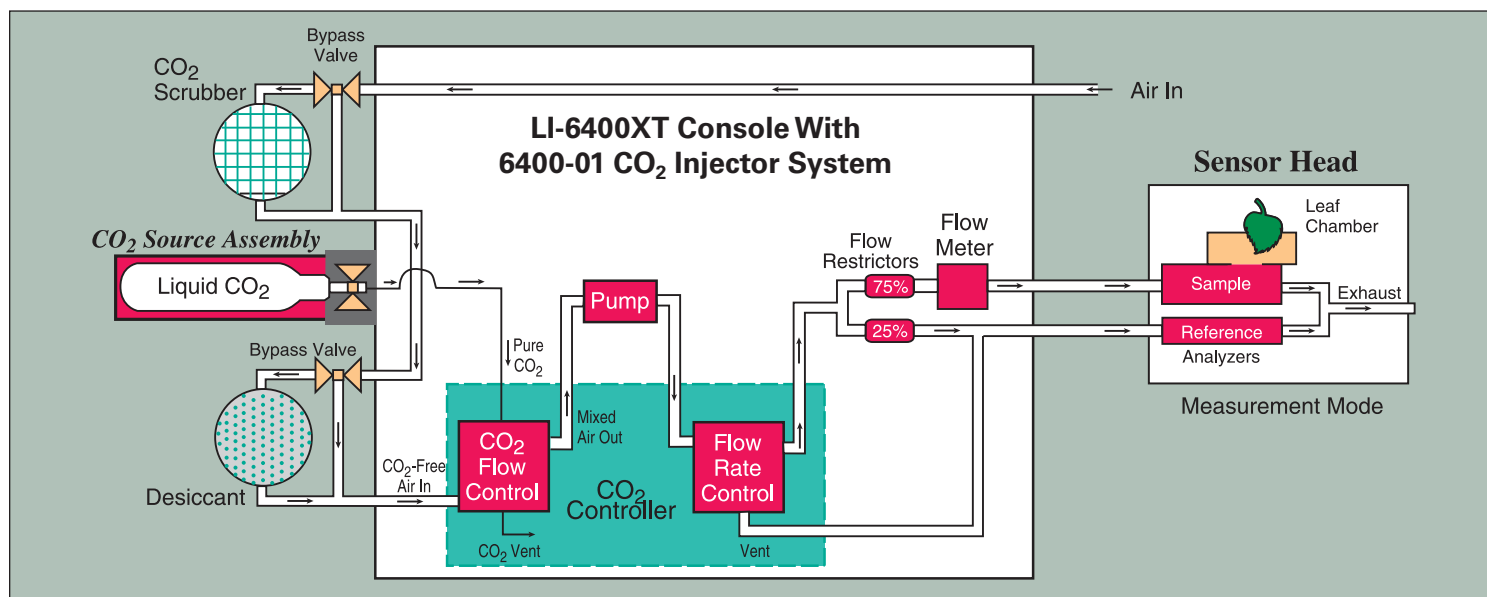 Bypass
Valve
CO2
Scrubber
Air In
LI-6400XT Console With
6400-01 CO2 Injector System
Sensor Head
Leaf
Chamber
CO2 Source Assembly
Liquid CO2
Flow
Restrictors
Flow
Meter
75%
Sample
Exhaust
Pump
25%
Reference
Analyzers
Bypass Valve
Pure
CO2
Measurement Mode
Mixed
Air Out
CO2
Flow
Control
Flow
Rate
Control
CO2-Free
Air In
Desiccant
CO2
Controller
CO2 Vent
Vent